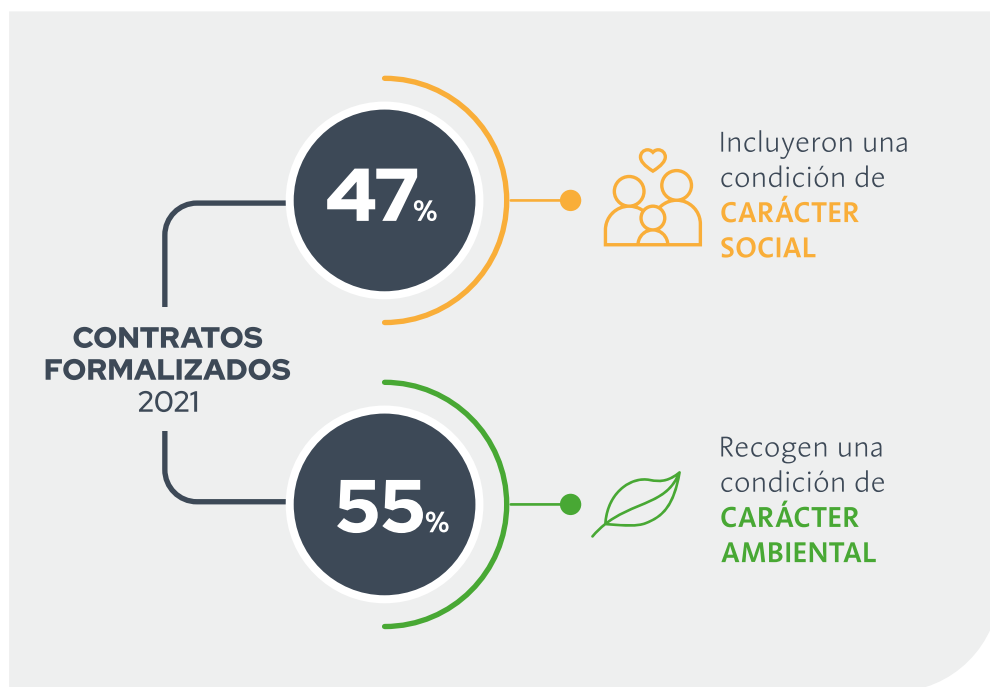 CONTRATOS
FORMALIZADOS
2021
47%
Incluyeron una
condición de
CARÁCTER
SOCIAL
55%
Recogen una
condición de
CARÁCTER
AMBIENTAL